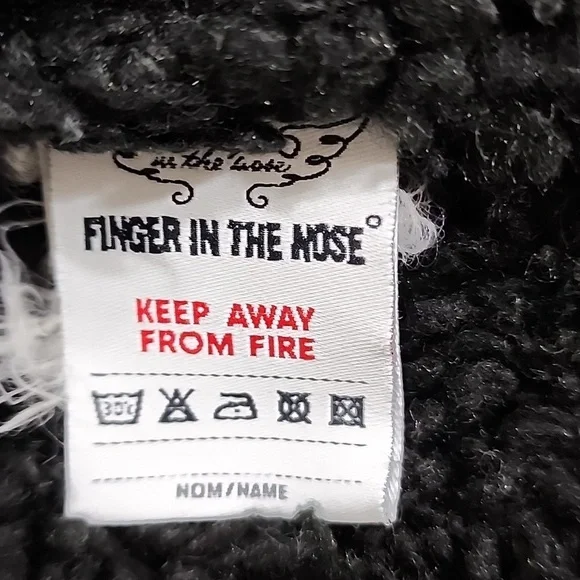 in the nose
FINGER IN THE NOSE°
KEEP AWAY
FROM FIRE
30°C
NOM/NAME